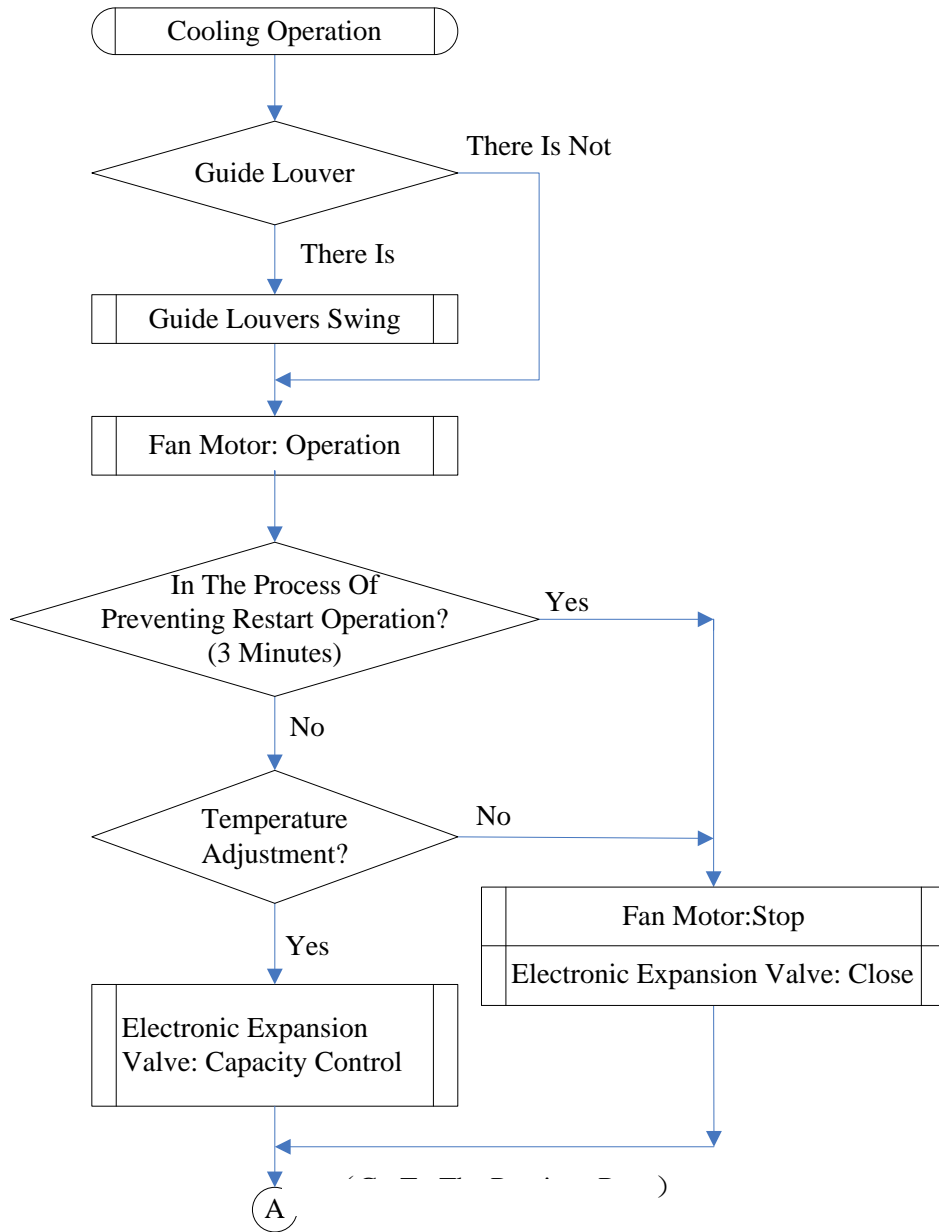 Cooling Operation
There Is Not
Guide Louver
There Is
Guide Louvers Swing
Fan Motor: Operation
In The Process Of
Preventing Restart Operation?
(3 Minutes)
Yes
No
Temperature
Adjustment?
No
Yes
Fan Motor:Stop
Electronic Expansion Valve: Close
Electronic Expansion
Valve: Capacity Control
A